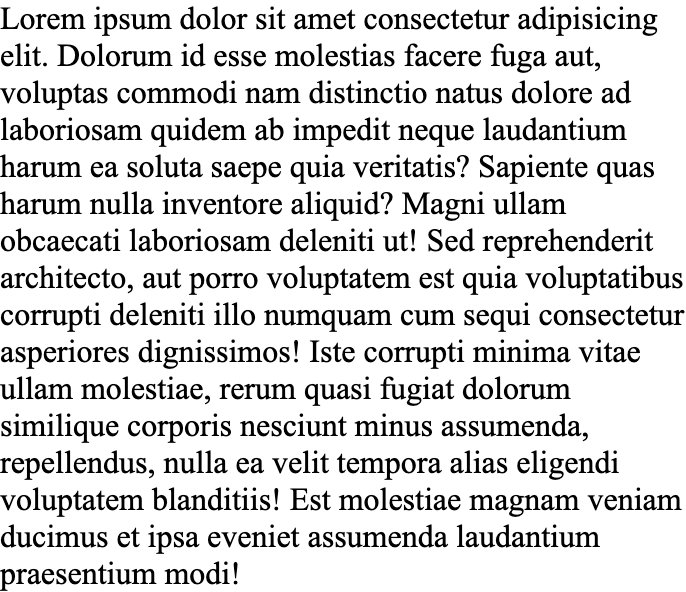 Lorem ipsum dolor sit amet consectetur adipisicing
elit. Dolorum id esse molestias facere fuga aut,
voluptas commodi nam distinctio natus dolore ad
laboriosam quidem ab impedit neque laudantium
harum ea soluta saepe quia veritatis? Sapiente quas
harum nulla inventore aliquid? Magni ullam
obcaecati laboriosam deleniti ut! Sed reprehenderit
architecto, aut porro voluptatem est quia voluptatibus
corrupti deleniti illo numquam cum sequi consectetur
asperiores dignissimos! Iste corrupti minima vitae
ullam molestiae, rerum quasi fugiat dolorum
similique corporis nesciunt minus assumenda,
repellendus, nulla ea velit tempora alias eligendi
voluptatem blanditiis! Est molestiae magnam veniam
ducimus et ipsa eveniet assumenda laudantium
praesentium modi!